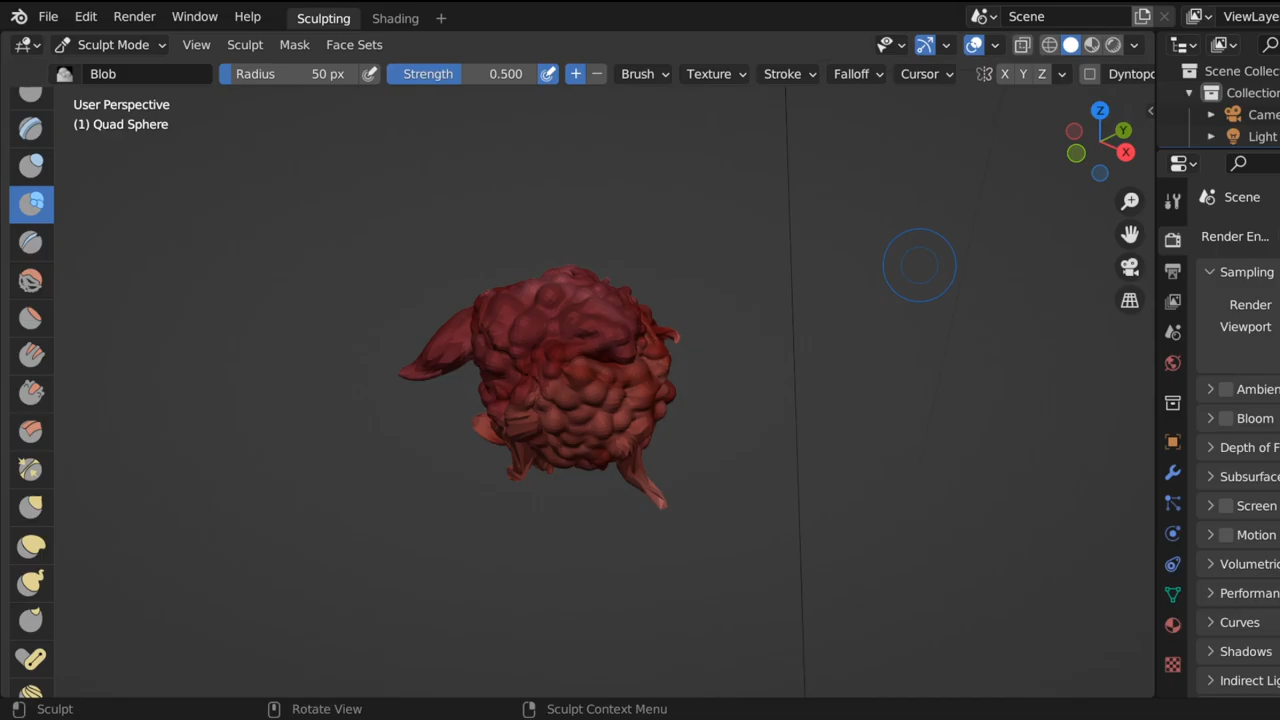 File Edit Render Window Help Sculpting Shading + Scene ViewLaye
Sculpt Mode View Sculpt Mask Face Sets
Blob Radius 50 px Strength 0.500 Brush Texture Stroke Falloff Cursor X Y Z Dyntopo
User Perspective
(1) Quad Sphere
Z
Y
X
Scene Collec
Collection
Came
Light
Scene
Render En...
Sampling
Render
Viewport
Ambien
Bloom
Depth of F
Subsurfac
Screen
Motion
Volumetric
Performan
Curves
Shadows
Indirect Lig
Sculpt Rotate View Sculpt Context Menu